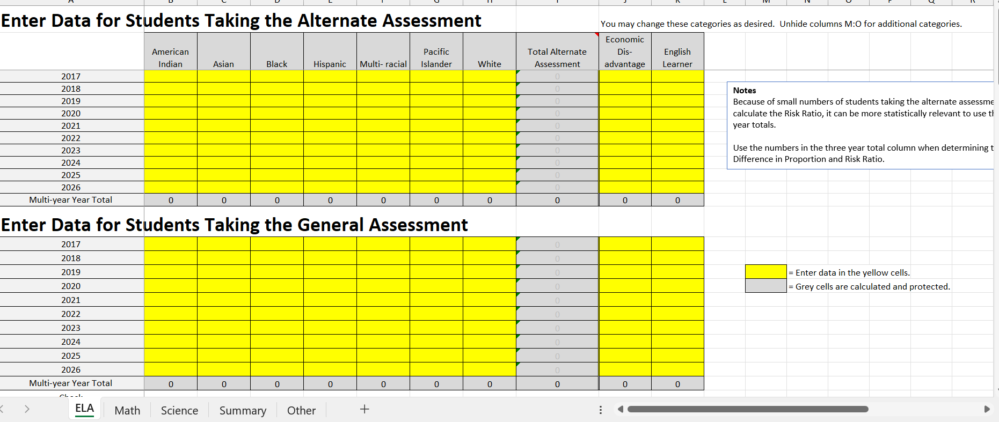 A B C D E F G H I J K L M N O P Q R
Enter Data for Students Taking the Alternate Assessment
You may change these categories as desired.  Unhide columns M:O for additional categories.
American Indian Asian Black Hispanic Multi- racial Pacific Islander White Total Alternate Assessment Economic Dis-advantage English Learner
2017 0
2018 0
2019 0
2020 0
2021 0
2022 0
2023 0
2024 0
2025 0
2026 0
Multi-year Year Total 0 0 0 0 0 0 0 0 0 0
Notes
Because of small numbers of students taking the alternate assessme
calculate the Risk Ratio, it can be more statistically relevant to use th
year totals.
Use the numbers in the three year total column when determining t
Difference in Proportion and Risk Ratio.
Enter Data for Students Taking the General Assessment
2017 0
2018 0
2019 0
2020 0
2021 0
2022 0
2023 0
2024 0
2025 0
2026 0
Multi-year Year Total 0 0 0 0 0 0 0 0 0 0
= Enter data in the yellow cells.
= Grey cells are calculated and protected.
ELA Math Science Summary Other